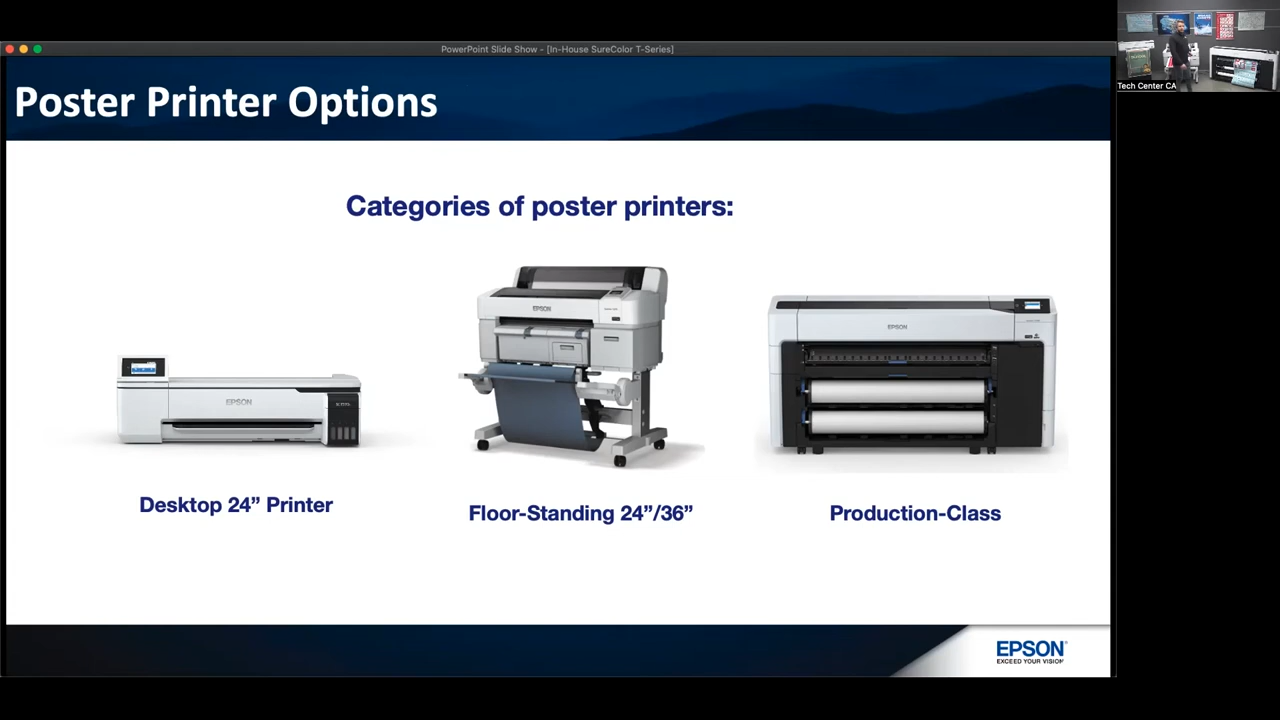 PowerPoint Slide Show - [In-House SureColor T-Series]
Tech Center CA
Poster Printer Options
Categories of poster printers:
EPSON
EPSON
EPSON
Desktop 24” Printer
Floor-Standing 24”/36”
Production-Class
EPSON®
EXCEED YOUR VISION